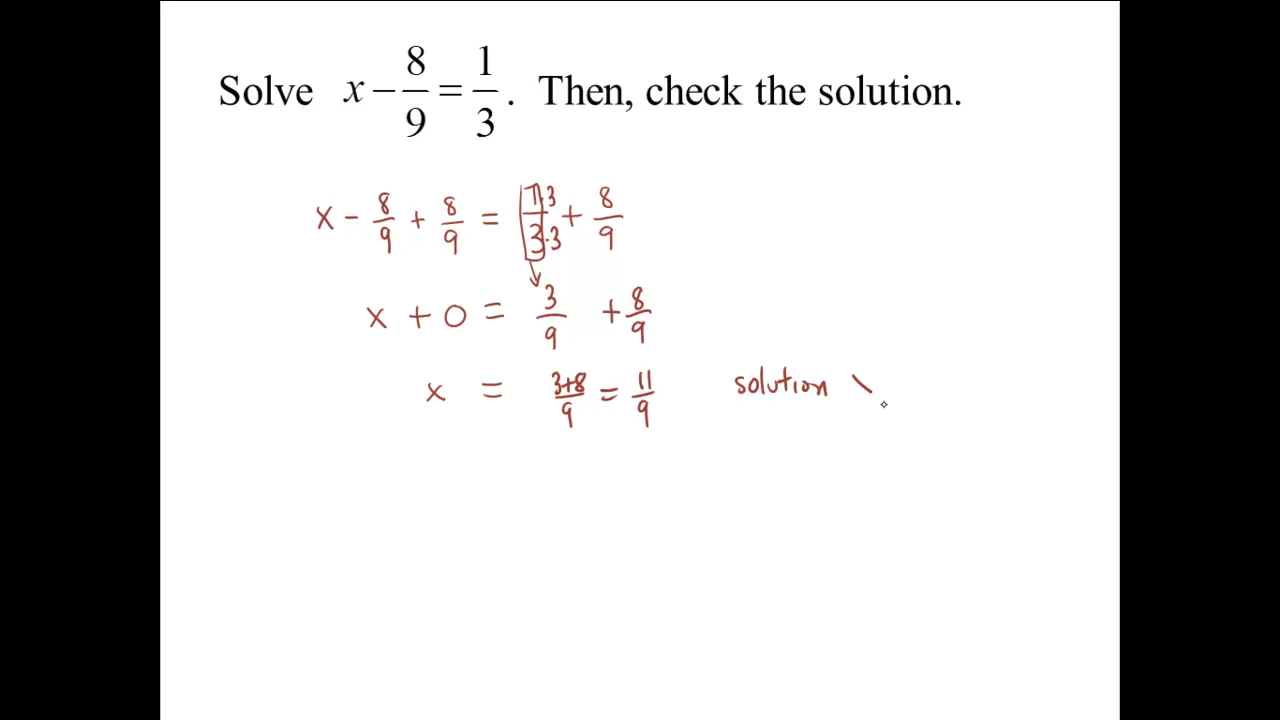 Solve x − 8/9 = 1/3. Then, check the solution.
x − 8/9 + 8/9 = 1·3/3·3 + 8/9
x + 0 = 3/9 + 8/9
x = 3+8/9 = 11/9 solution